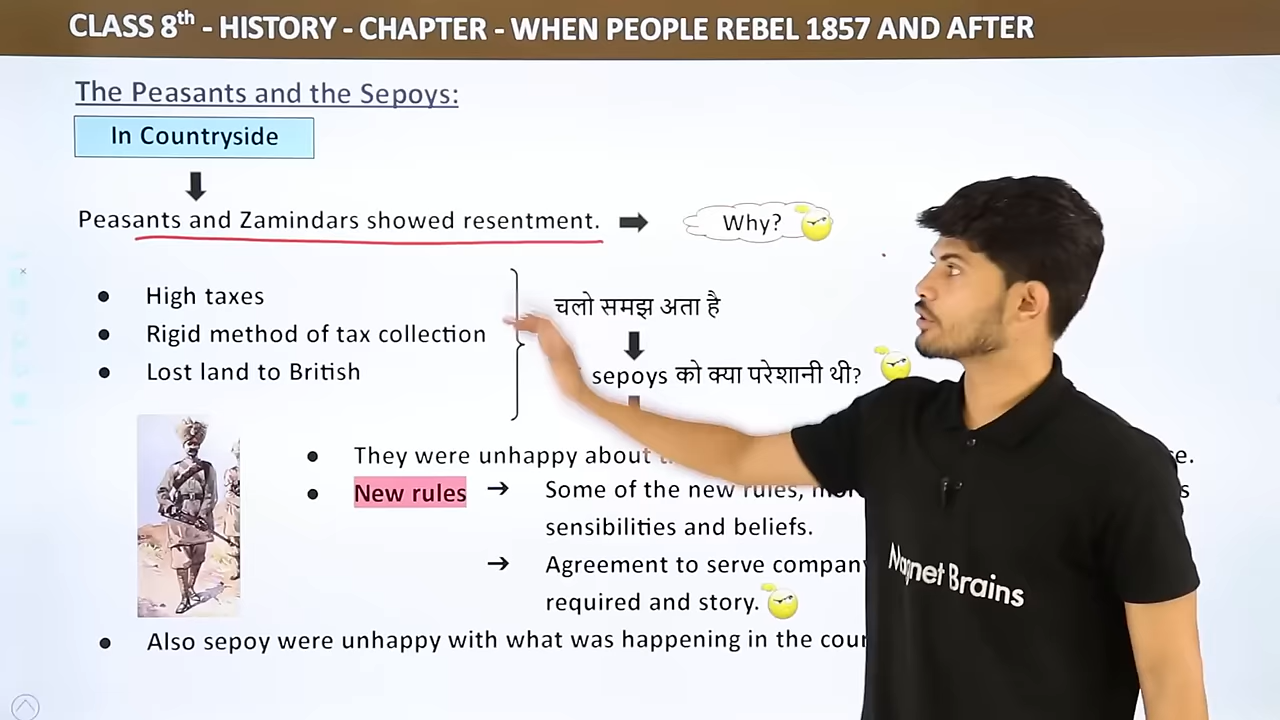 CLASS 8th - HISTORY - CHAPTER - WHEN PEOPLE REBEL 1857 AND AFTER
The Peasants and the Sepoys:
In Countryside
Peasants and Zamindars showed resentment. Why?
High taxes
Rigid method of tax collection
Lost land to British
चलो समझ अता है
sepoys को क्या परेशानी थी?
They were unhappy about
New rules → Some of the new rules,
sensibilities and beliefs.
→ Agreement to serve
required and story.
Also sepoy were unhappy with what was happening in the
Magnet Brains